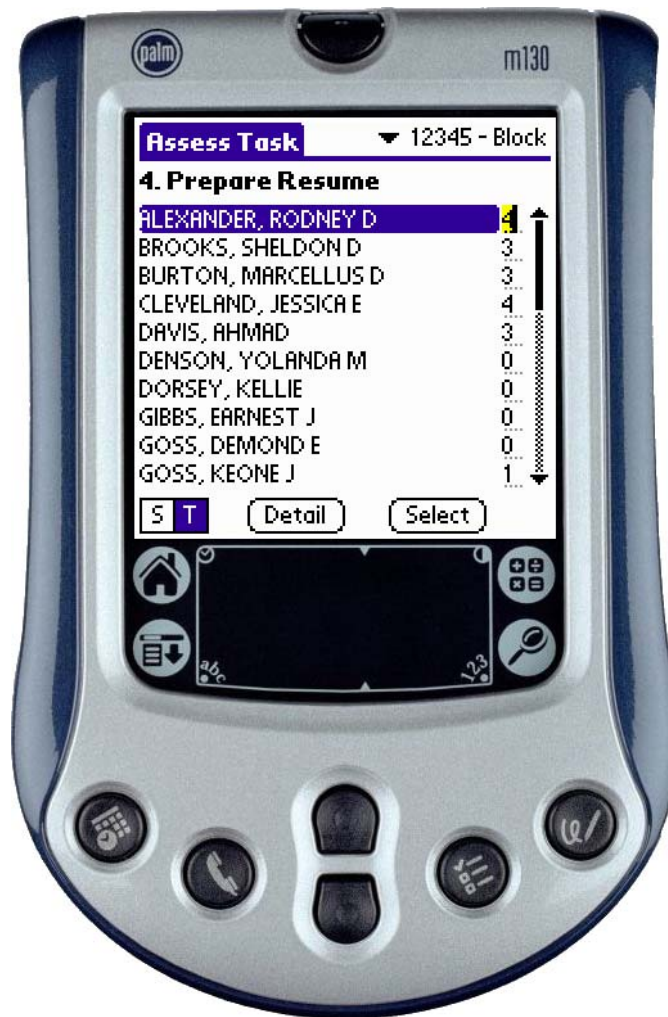 palm
m130
Assess Task 12345 - Block
4. Prepare Resume
ALEXANDER, RODNEY D 4
BROOKS, SHELDON D 3
BURTON, MARCELLUS D 3
CLEVELAND, JESSICA E 4
DAVIS, AHMAD 3
DENSON, YOLANDA M 0
DORSEY, KELLIE 0
GIBBS, EARNEST J 0
GOSS, DEMOND E 0
GOSS, KEONE J 1
S T Detail Select
abc 123